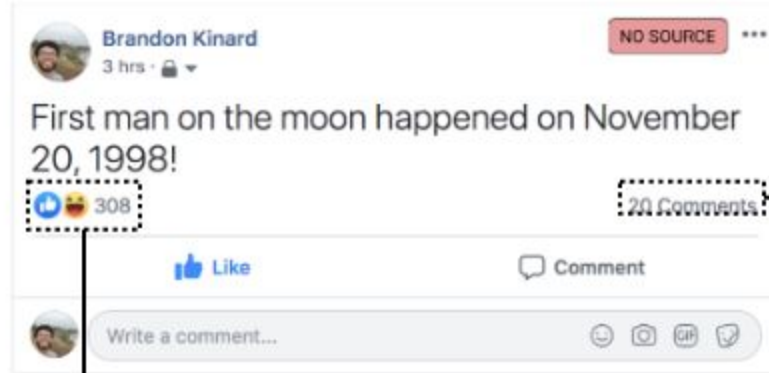 Brandon Kinard
NO SOURCE
3 hrs
First man on the moon happened on November
20, 1998!
308
20 Comments
Like
Comment
Write a comment...
GIF